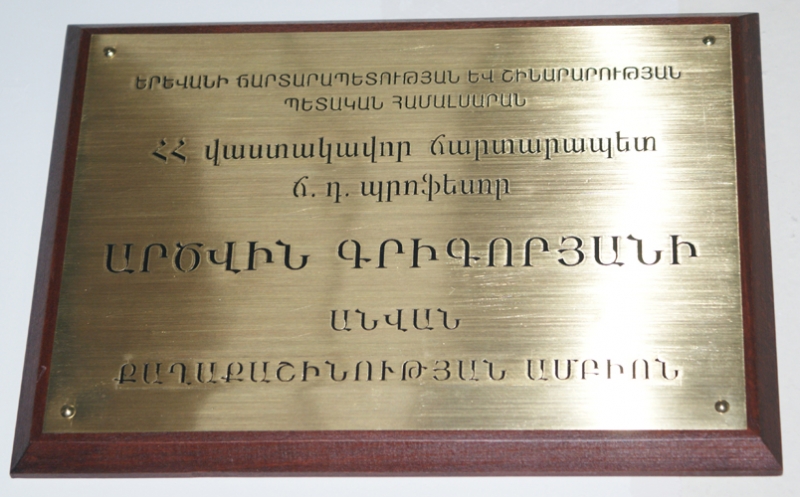 ԵՐԵՎԱՆԻ ՃԱՐՏԱՐԱՊԵՏՈՒԹՅԱՆ ԵՎ ՇԻՆԱՐԱՐՈՒԹՅԱՆ
ՊԵՏԱԿԱՆ ՀԱՄԱԼՍԱՐԱՆ
ՀՀ վաստակավոր ճարտարապետ
ճ. դ. պրոֆեսոր
ԱՐԾՎԻՆ ԳՐԻԳՈՐՅԱՆԻ
ԱՆՎԱՆ
ՔԱՂԱՔԱՇԻՆՈՒԹՅԱՆ ԱՄԲԻՈՆ